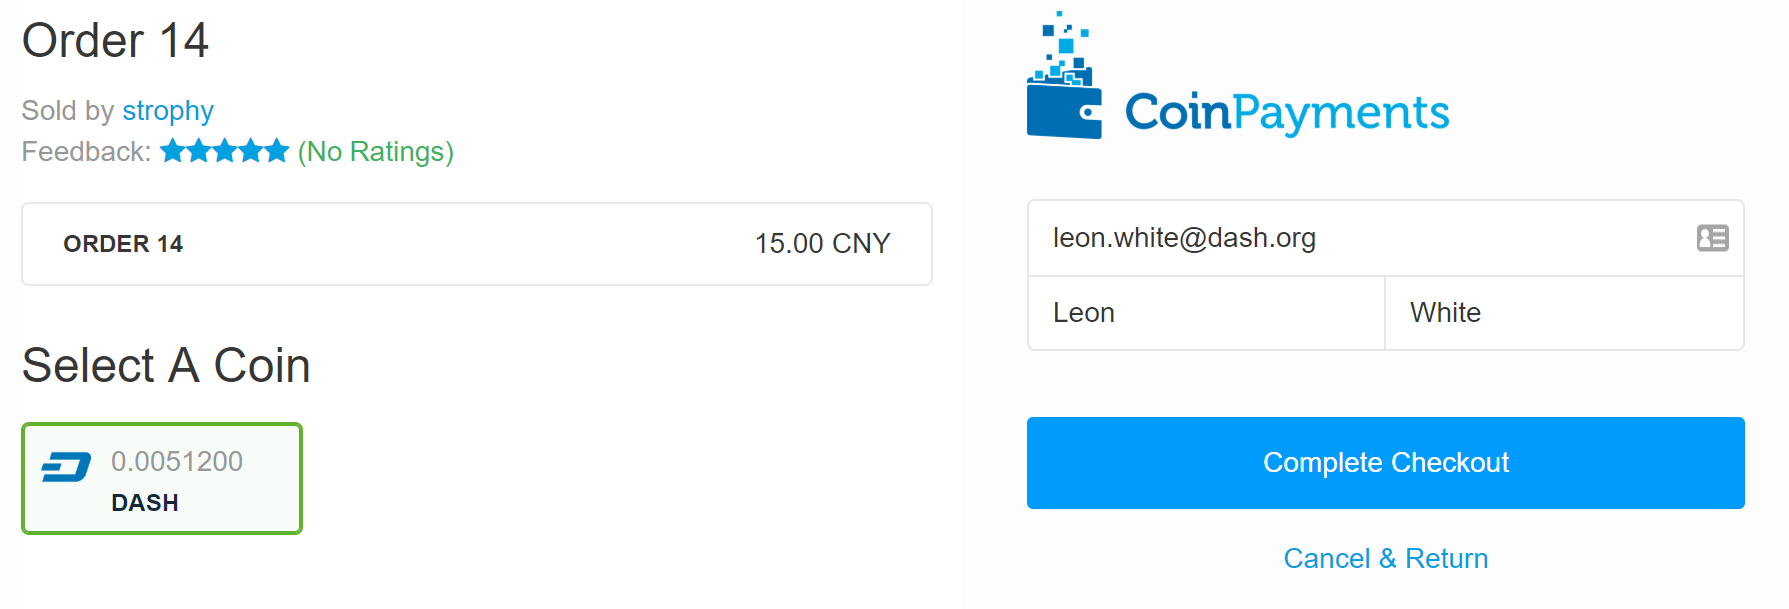 Order 14
Sold by strophy
Feedback: (No Ratings)
ORDER 14 15.00 CNY
Select A Coin
0.0051200
DASH
CoinPayments
leon.white@dash.org
Leon White
Complete Checkout
Cancel & Return